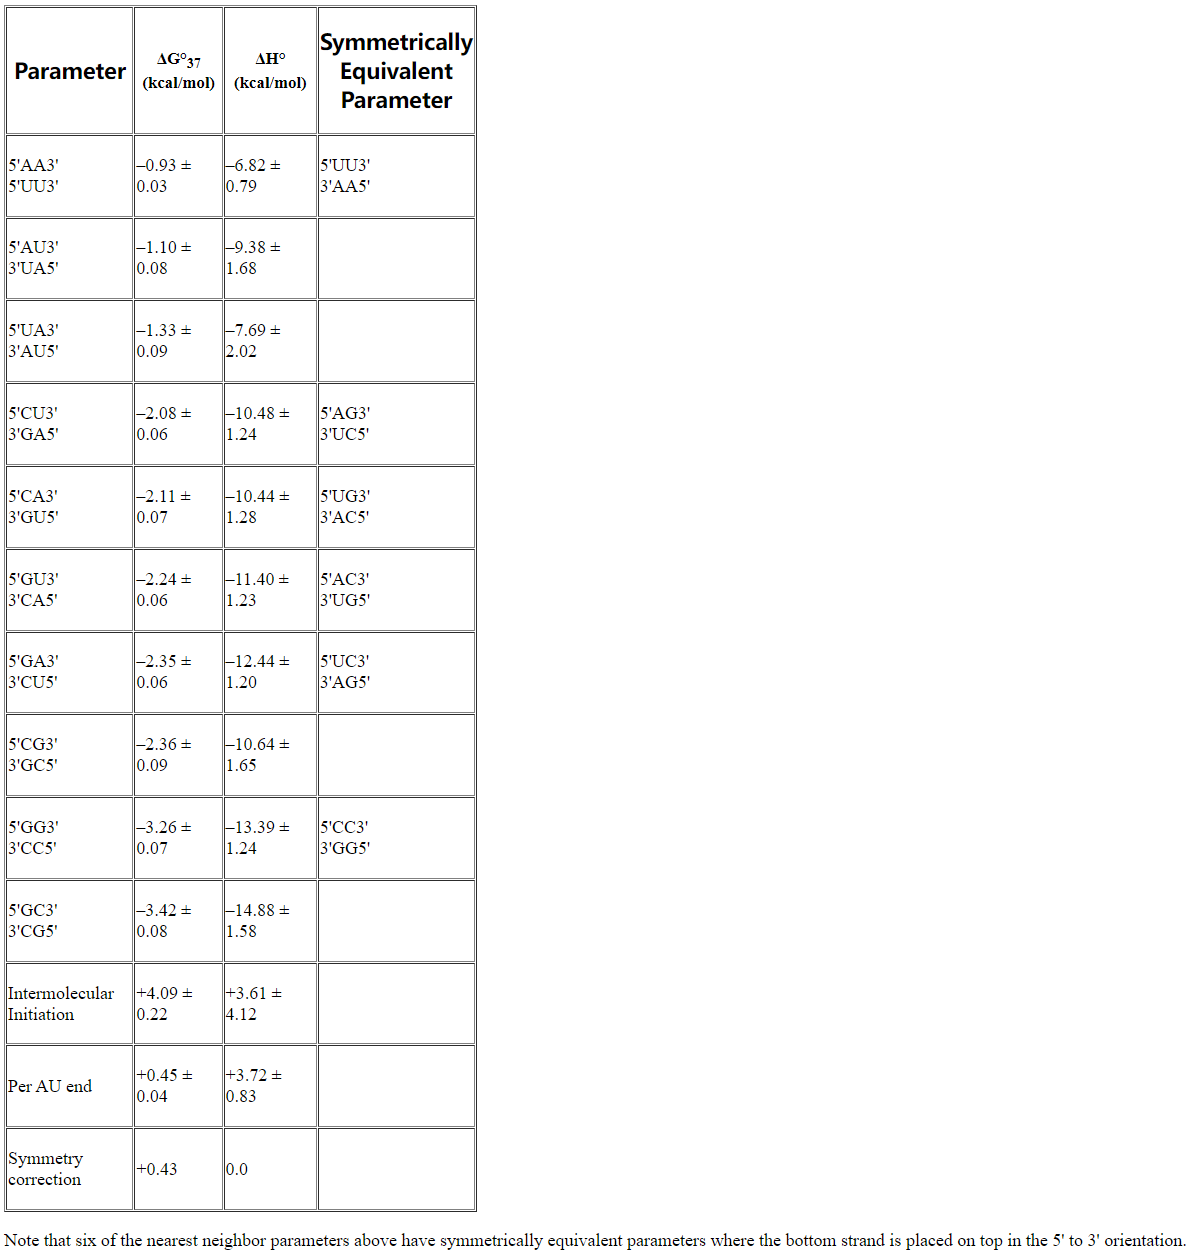 Parameter
ΔG°37
(kcal/mol)
ΔH°
(kcal/mol)
Symmetrically
Equivalent
Parameter
5'AA3'
5'UU3'
–0.93 ±
0.03
–6.82 ±
0.79
5'UU3'
3'AA5'
5'AU3'
3'UA5'
–1.10 ±
0.08
–9.38 ±
1.68
5'UA3'
3'AU5'
–1.33 ±
0.09
–7.69 ±
2.02
5'CU3'
3'GA5'
–2.08 ±
0.06
–10.48 ±
1.24
5'AG3'
3'UC5'
5'CA3'
3'GU5'
–2.11 ±
0.07
–10.44 ±
1.28
5'UG3'
3'AC5'
5'GU3'
3'CA5'
–2.24 ±
0.06
–11.40 ±
1.23
5'AC3'
3'UG5'
5'GA3'
3'CU5'
–2.35 ±
0.06
–12.44 ±
1.20
5'UC3'
3'AG5'
5'CG3'
3'GC5'
–2.36 ±
0.09
–10.64 ±
1.65
5'GG3'
3'CC5'
–3.26 ±
0.07
–13.39 ±
1.24
5'CC3'
3'GG5'
5'GC3'
3'CG5'
–3.42 ±
0.08
–14.88 ±
1.58
Intermolecular
Initiation
+4.09 ±
0.22
+3.61 ±
4.12
Per AU end
+0.45 ±
0.04
+3.72 ±
0.83
Symmetry
correction
+0.43
0.0
Note that six of the nearest neighbor parameters above have symmetrically equivalent parameters where the bottom strand is placed on top in the 5' to 3' orientation.